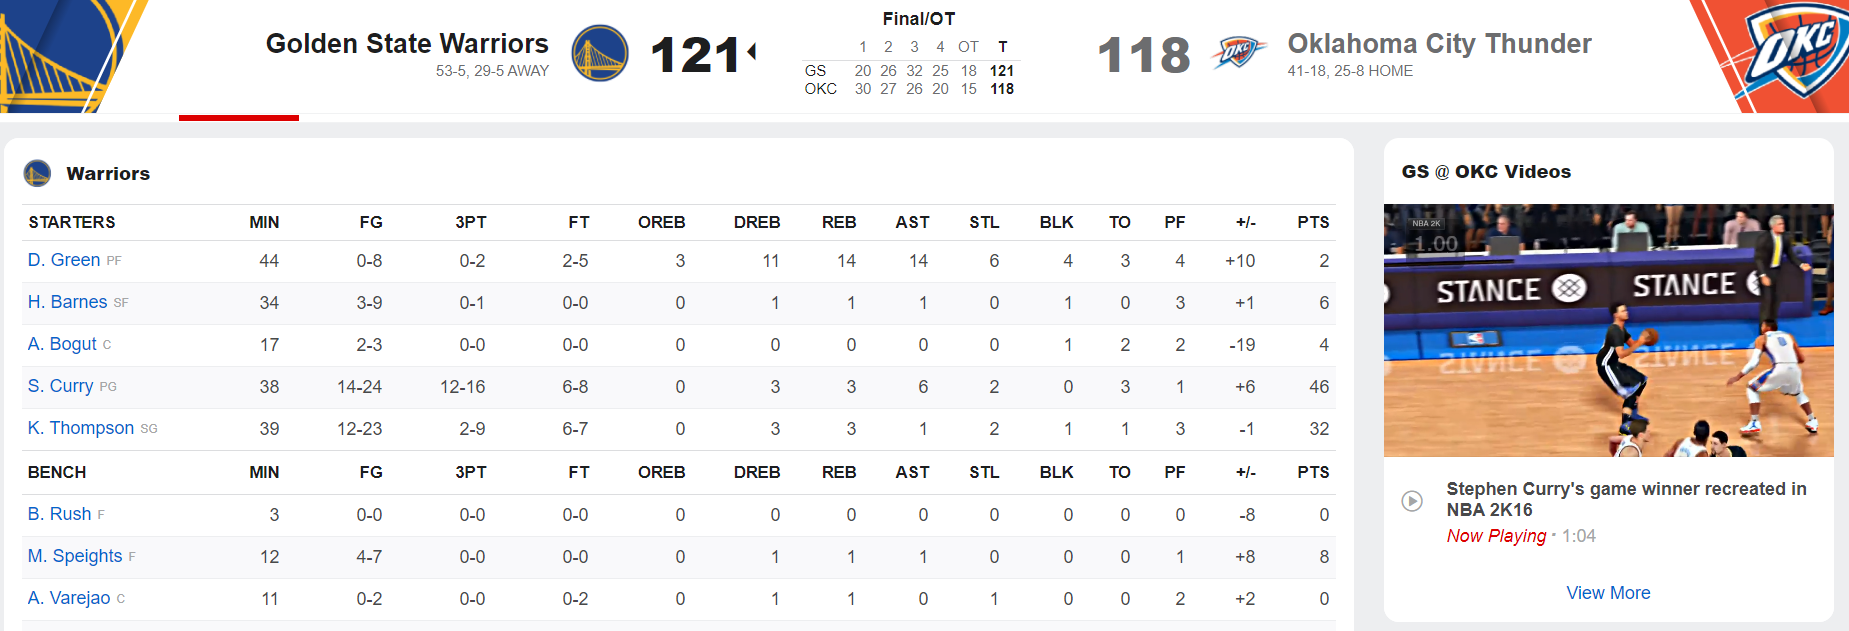 Final/OT
Golden State Warriors 121 118 Oklahoma City Thunder
53-5, 29-5 AWAY 41-18, 25-8 HOME
1 2 3 4 OT T
GS 20 26 32 25 18 121
OKC 30 27 26 20 15 118
OKC
OKC
Warriors
STARTERS MIN FG 3PT FT OREB DREB REB AST STL BLK TO PF +/- PTS
D. Green PF 44 0-8 0-2 2-5 3 11 14 14 6 4 3 4 +10 2
H. Barnes SF 34 3-9 0-1 0-0 0 1 1 1 0 1 0 3 +1 6
A. Bogut C 17 2-3 0-0 0-0 0 0 0 0 0 1 2 2 -19 4
S. Curry PG 38 14-24 12-16 6-8 0 3 3 6 2 0 3 1 +6 46
K. Thompson SG 39 12-23 2-9 6-7 0 3 3 1 2 1 1 3 -1 32
BENCH MIN FG 3PT FT OREB DREB REB AST STL BLK TO PF +/- PTS
B. Rush F 3 0-0 0-0 0-0 0 0 0 0 0 0 0 0 -8 0
M. Speights F 12 4-7 0-0 0-0 0 1 1 1 0 0 0 1 +8 8
A. Varejao C 11 0-2 0-0 0-2 0 1 1 0 1 0 0 2 +2 0
GS @ OKC Videos
NBA 2K
1.00
STANCE STANCE
STANCE STANCE
Stephen Curry's game winner recreated in
NBA 2K16
Now Playing · 1:04
View More